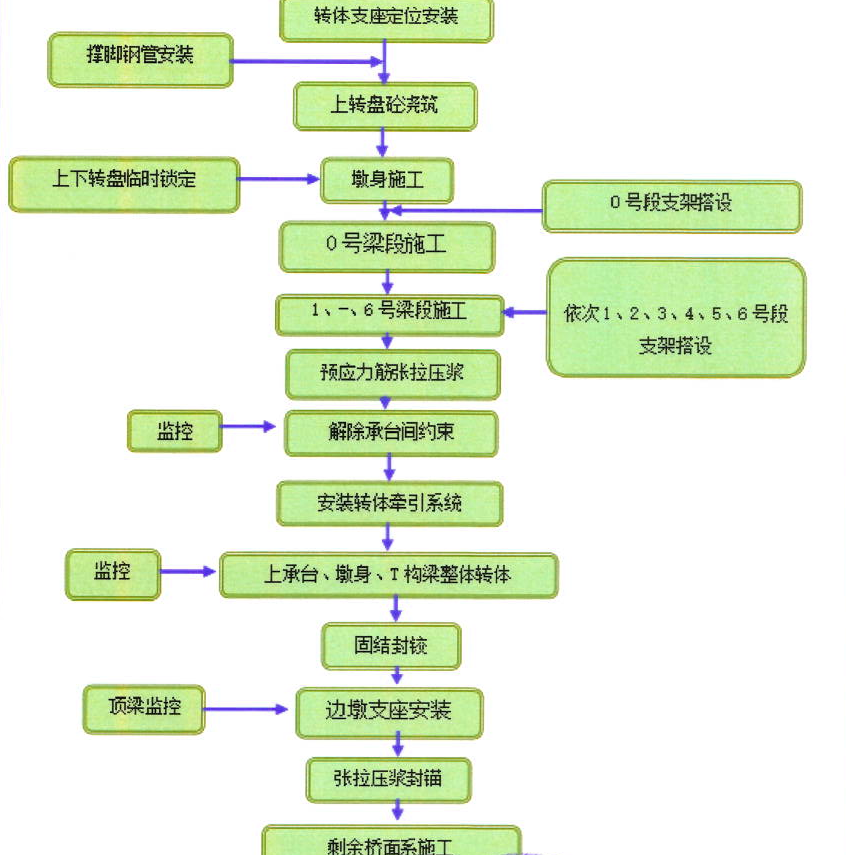 转体支座定位安装
撑脚钢管安装
上转盘砼浇筑
上下转盘临时锁定
墩身施工
0号段支架搭设
0号梁段施工
1、-、6号梁段施工
依次1、2、3、4、5、6号段
支架搭设
预应力筋张拉压浆
监控
解除承台间约束
安装转体牵引系统
监控
上承台、墩身、T构梁整体转体
固结封铰
顶梁监控
边墩支座安装
张拉压浆封锚
剩余桥面系施工